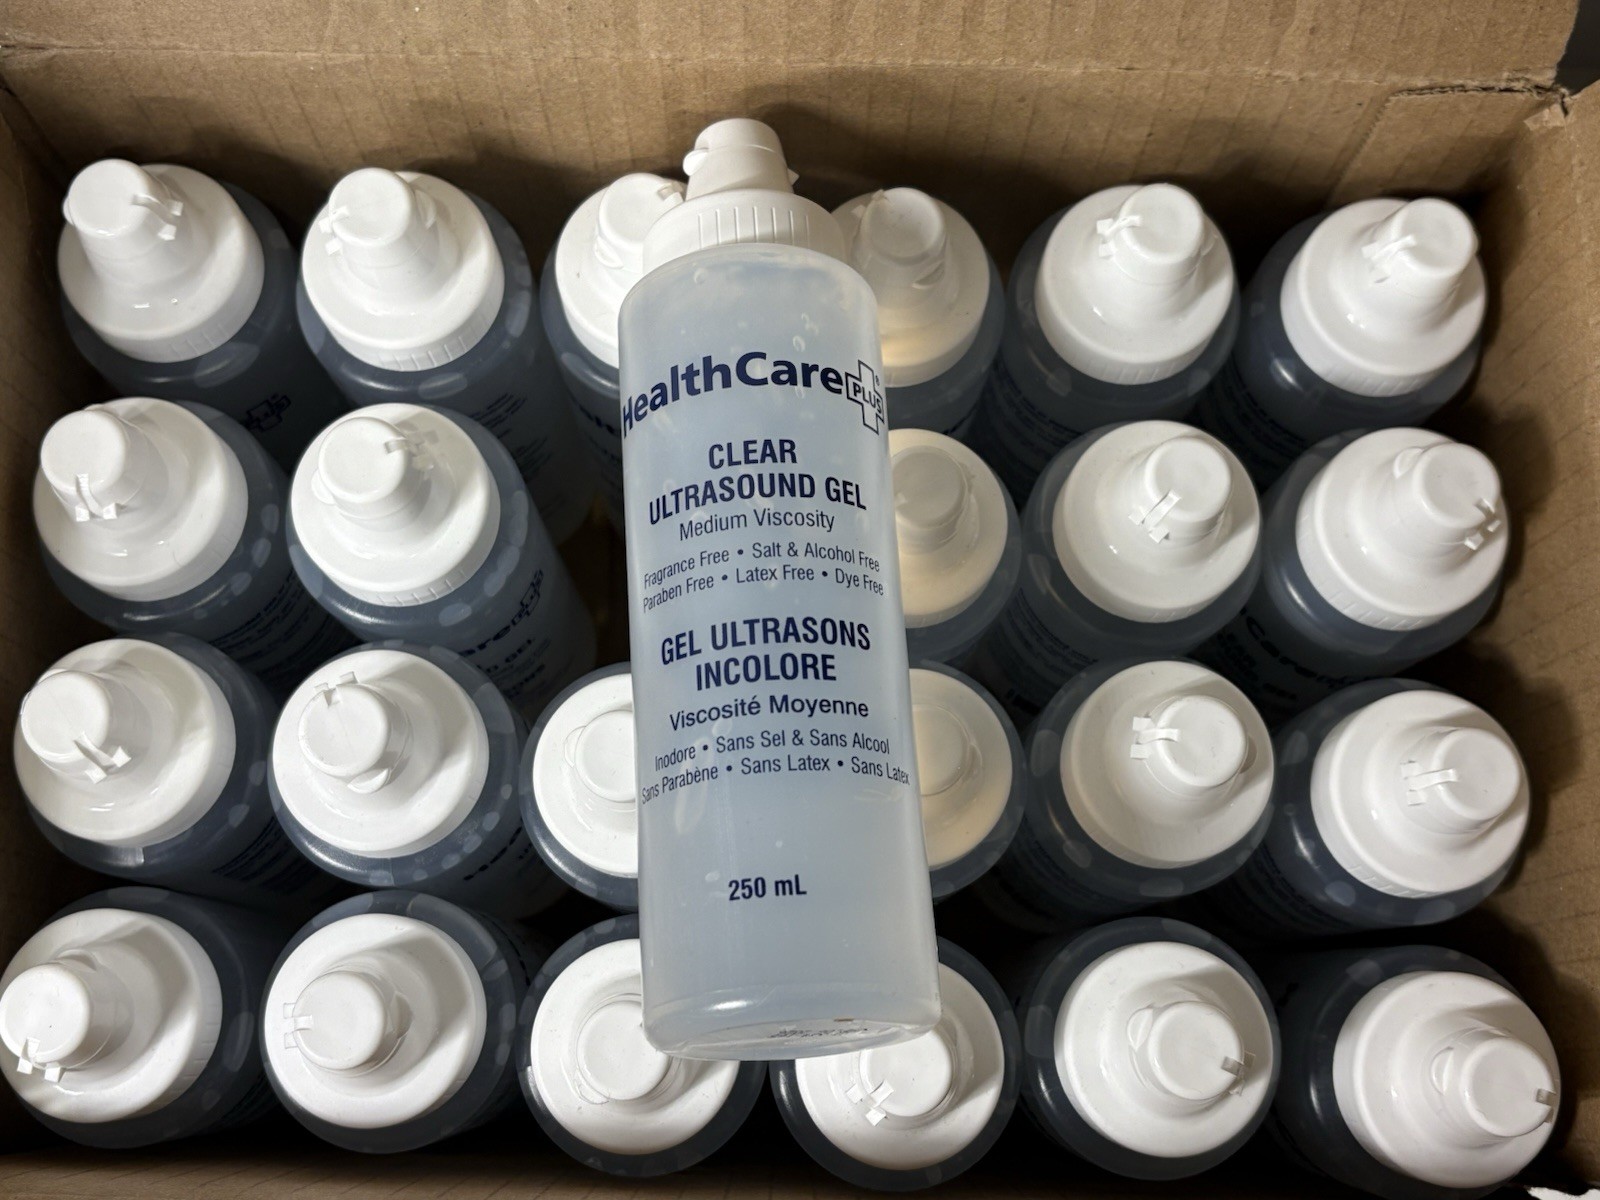 HealthCare PLUS®
CLEAR
ULTRASOUND GEL
Medium Viscosity
Fragrance Free • Salt & Alcohol Free
Paraben Free • Latex Free • Dye Free
GEL ULTRASONS
INCOLORE
Viscosité Moyenne
Inodore • Sans Sel & Sans Alcool
Sans Parabène • Sans Latex • Sans Latex
250 mL